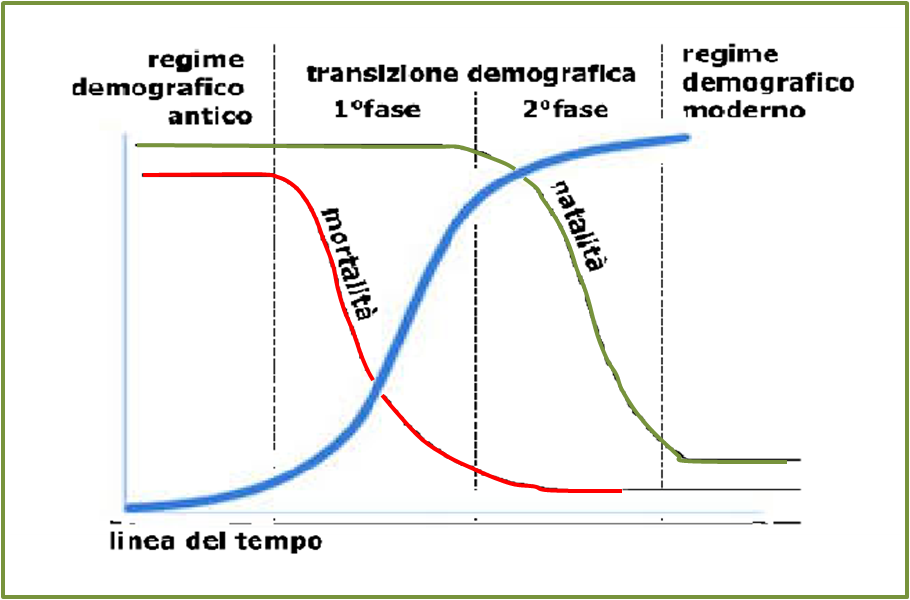 regime
demografico
antico
transizione demografica
1°fase
2°fase
regime
demografico
moderno
mortalità
natalità
linea del tempo